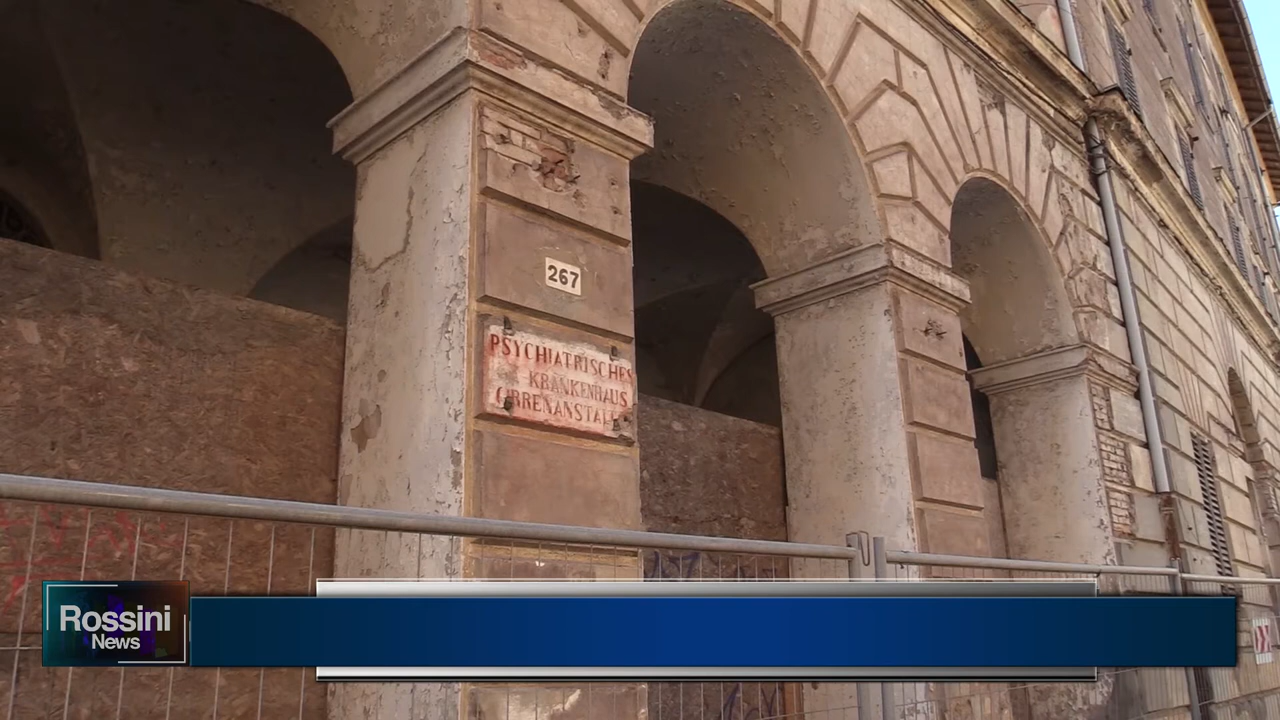 267
PSYCHIATRISCHES
KRANKENHAUS
(IRRENANSTALT
Rossini
News